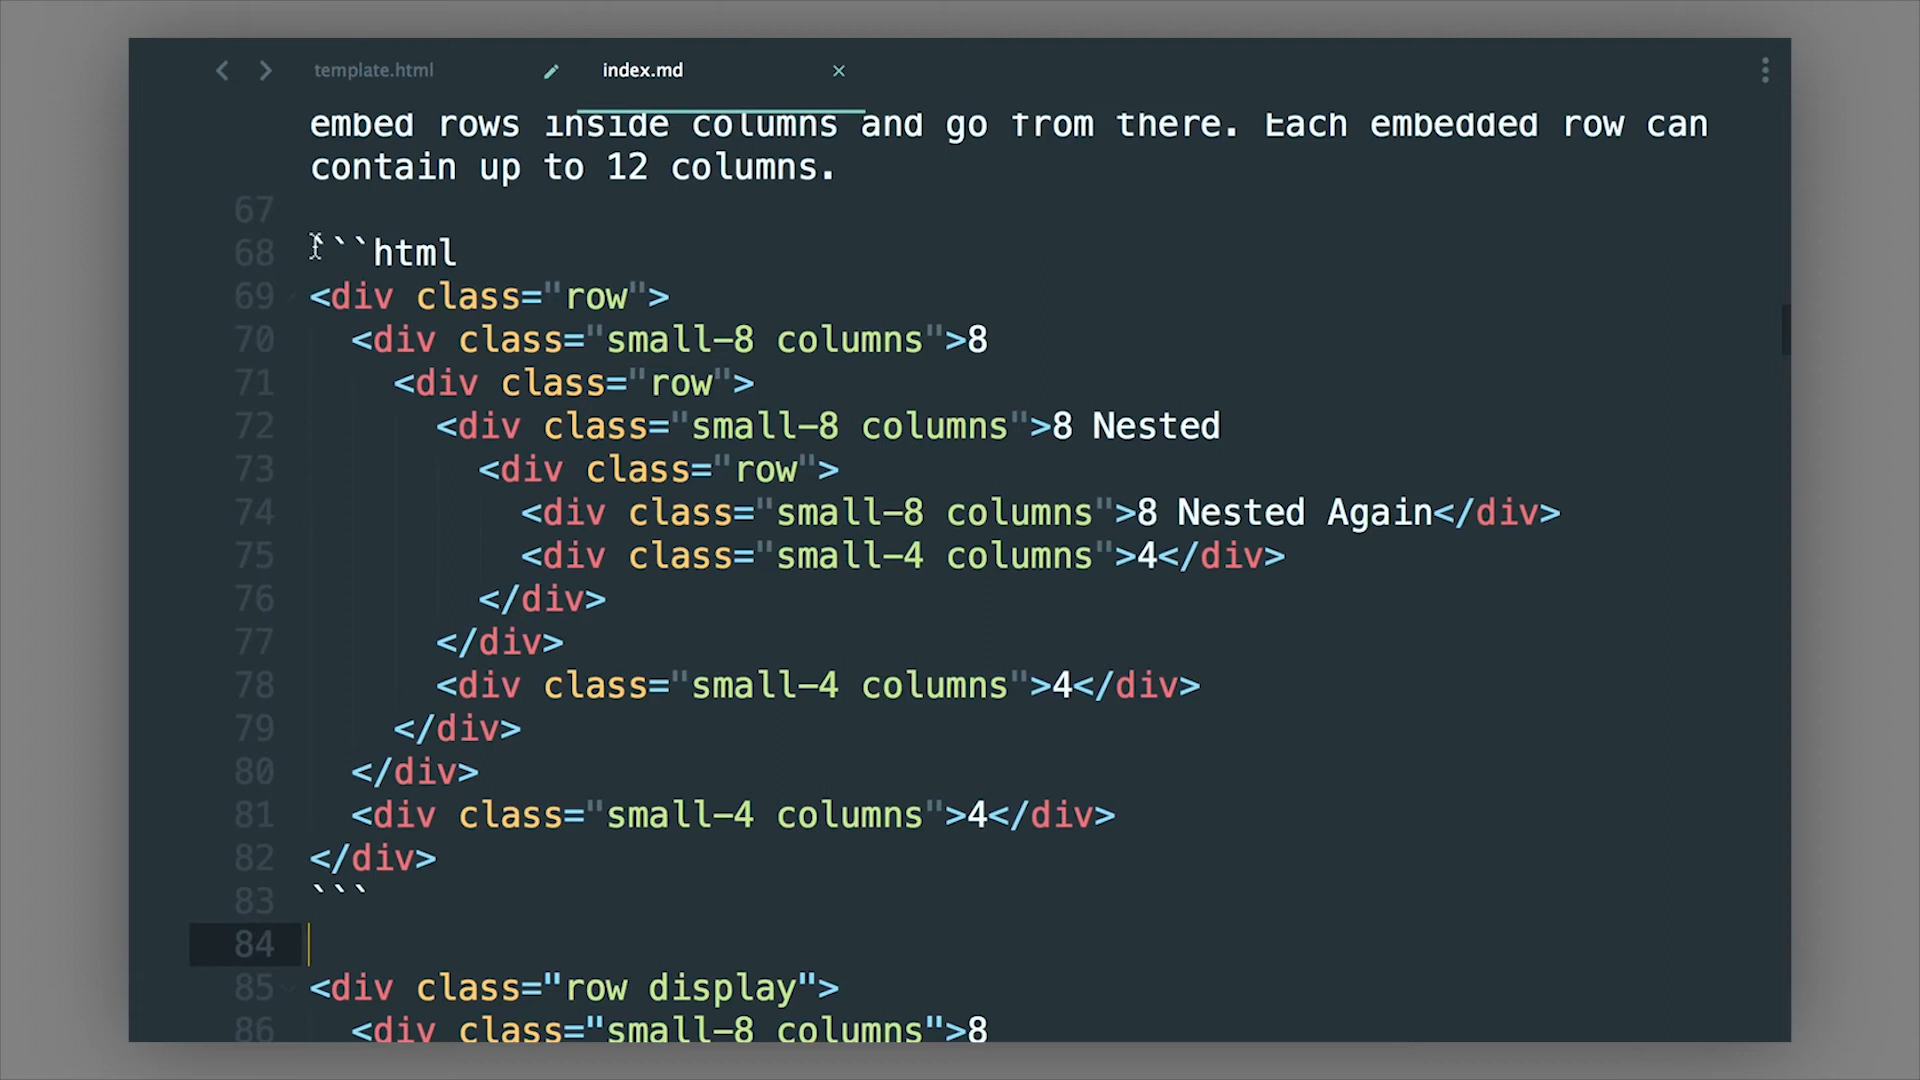 template.html index.md
embed rows inside columns and go from there. Each embedded row can
contain up to 12 columns.
67
68 ```html
69 <div class="row">
70   <div class="small-8 columns">8
71     <div class="row">
72       <div class="small-8 columns">8 Nested
73         <div class="row">
74           <div class="small-8 columns">8 Nested Again</div>
75           <div class="small-4 columns">4</div>
76         </div>
77       </div>
78       <div class="small-4 columns">4</div>
79     </div>
80   </div>
81   <div class="small-4 columns">4</div>
82 </div>
83 ```
84
85 <div class="row display">
86   <div class="small-8 columns">8